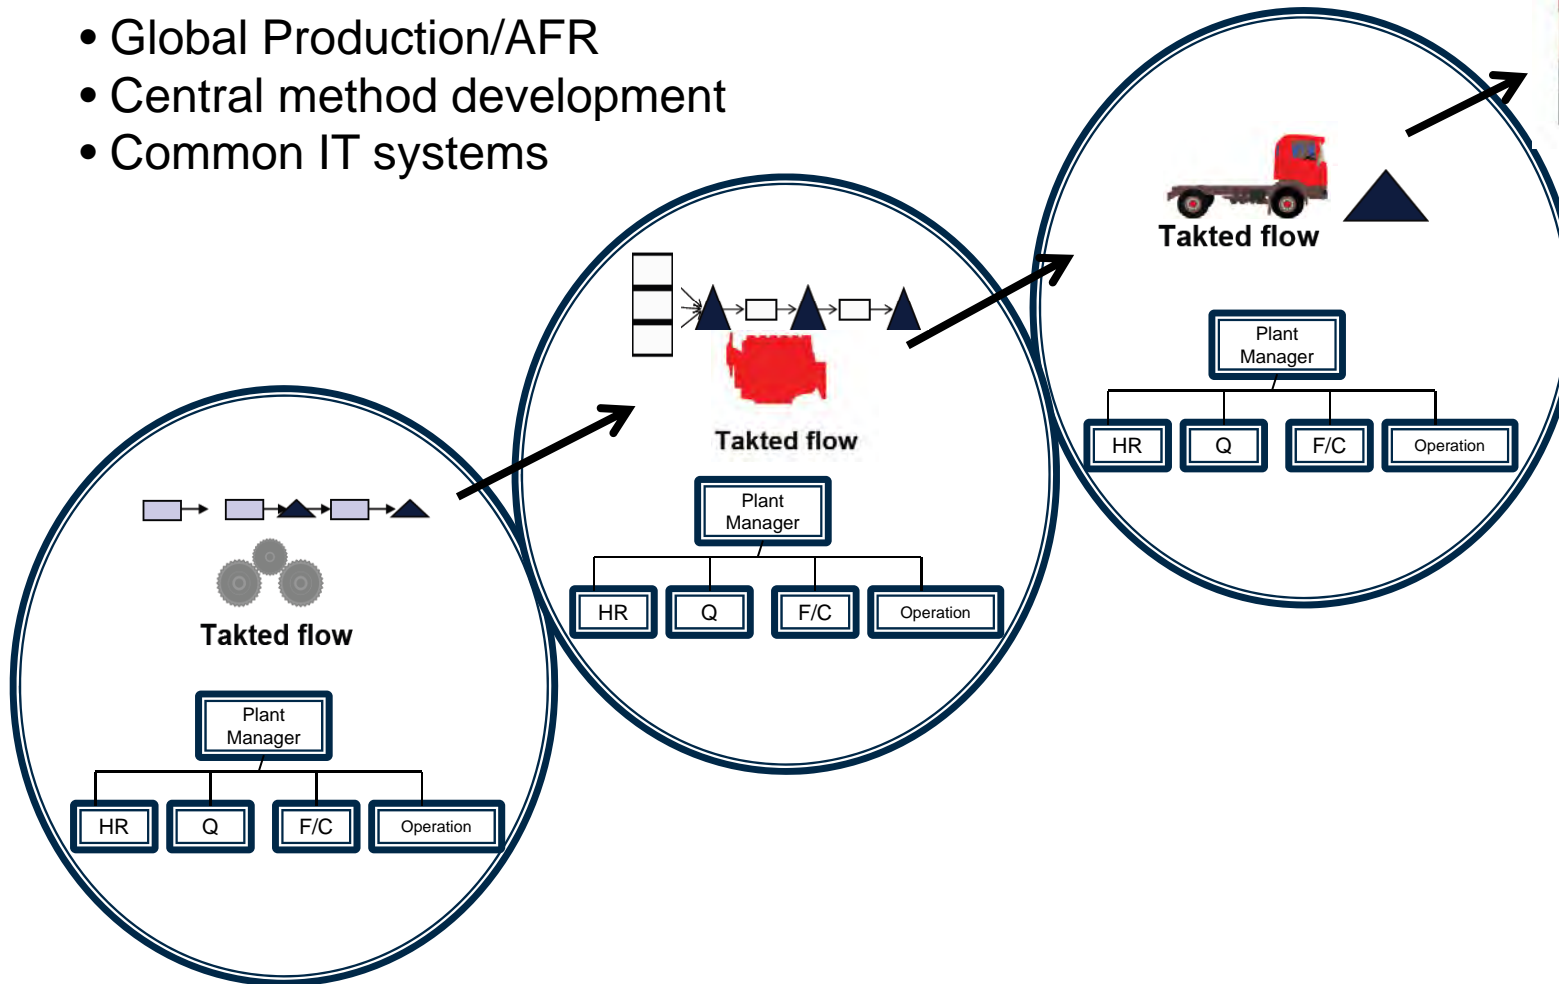 • Global Production/AFR
• Central method development
• Common IT systems
Takted flow
Plant
Manager
HR Q F/C Operation
Takted flow
Plant
Manager
HR Q F/C Operation
Takted flow
Plant
Manager
HR Q F/C Operation